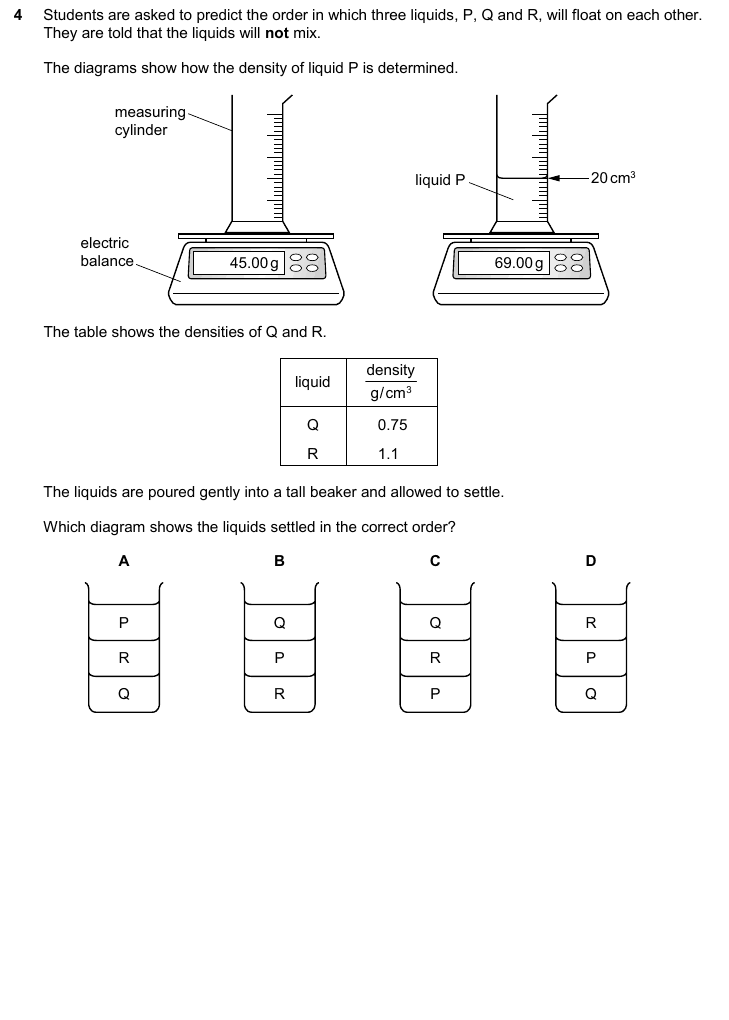 4 Students are asked to predict the order in which three liquids, P, Q and R, will float on each other.
They are told that the liquids will not mix.
The diagrams show how the density of liquid P is determined.
measuring
cylinder
liquid P
20 cm³
electric
balance
45.00 g
69.00 g
The table shows the densities of Q and R.
liquid
density
g/cm³
Q 0.75
R 1.1
The liquids are poured gently into a tall beaker and allowed to settle.
Which diagram shows the liquids settled in the correct order?
A B C D
P Q Q R
R P R P
Q R P Q